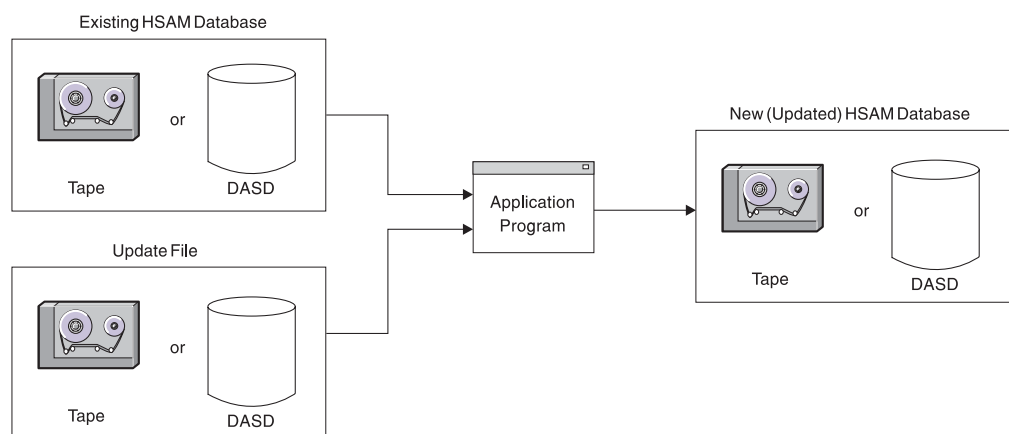 Existing HSAM Database
Tape
or
DASD
Update File
Tape
or
DASD
Application
Program
New (Updated) HSAM Database
Tape
or
DASD